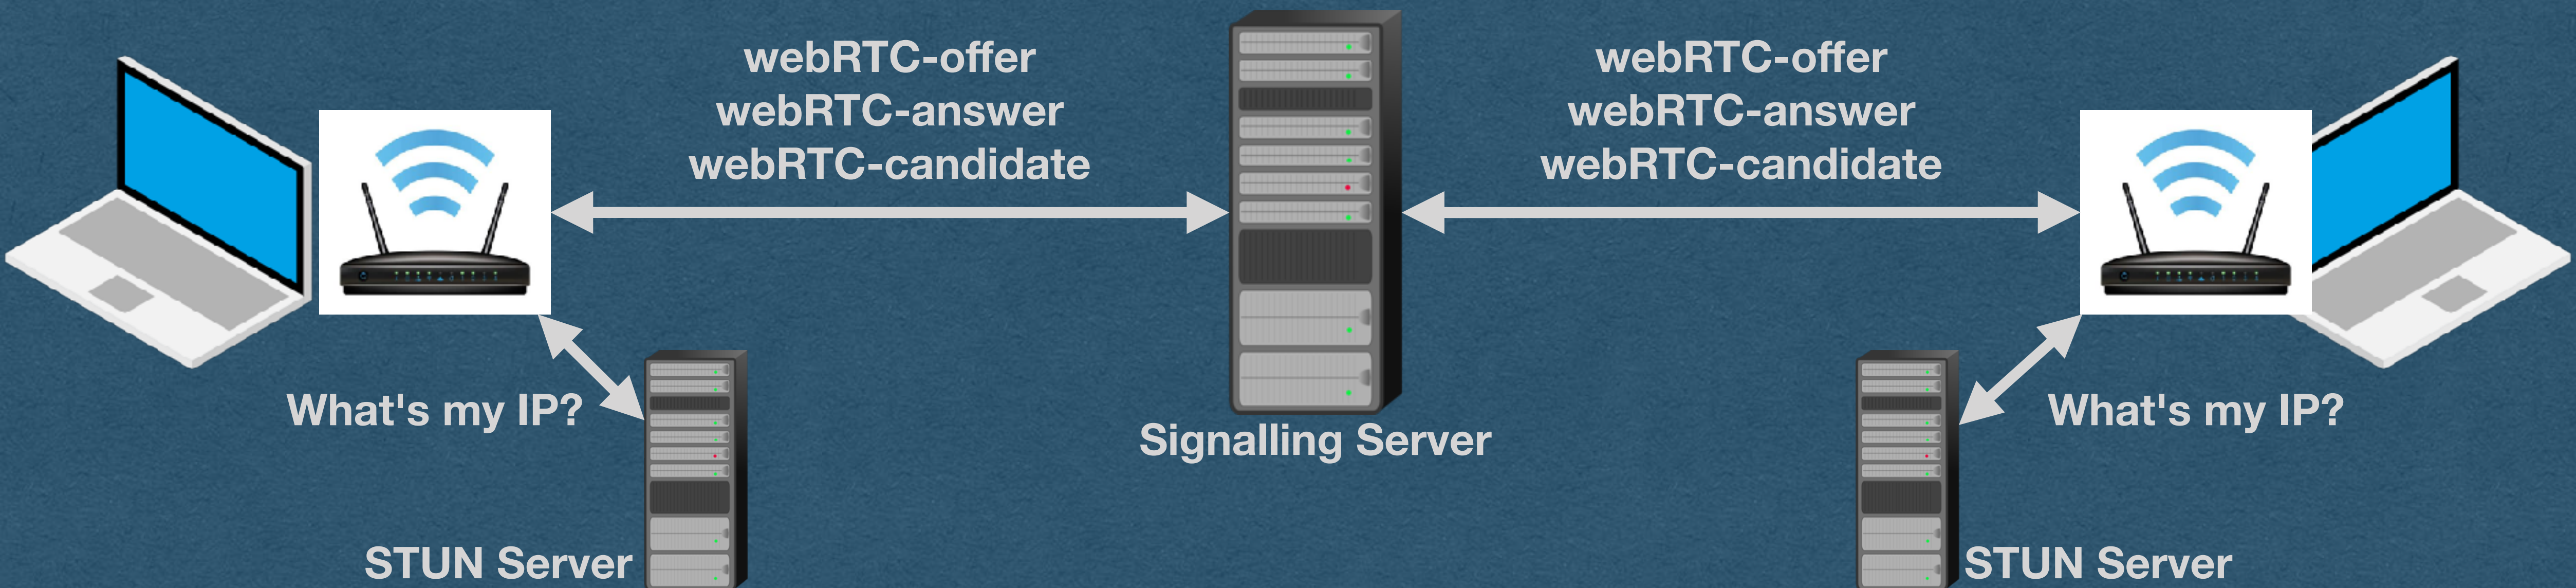 webRTC-offer
webRTC-answer
webRTC-candidate
webRTC-offer
webRTC-answer
webRTC-candidate
What's my IP?
Signalling Server
What's my IP?
STUN Server
STUN Server